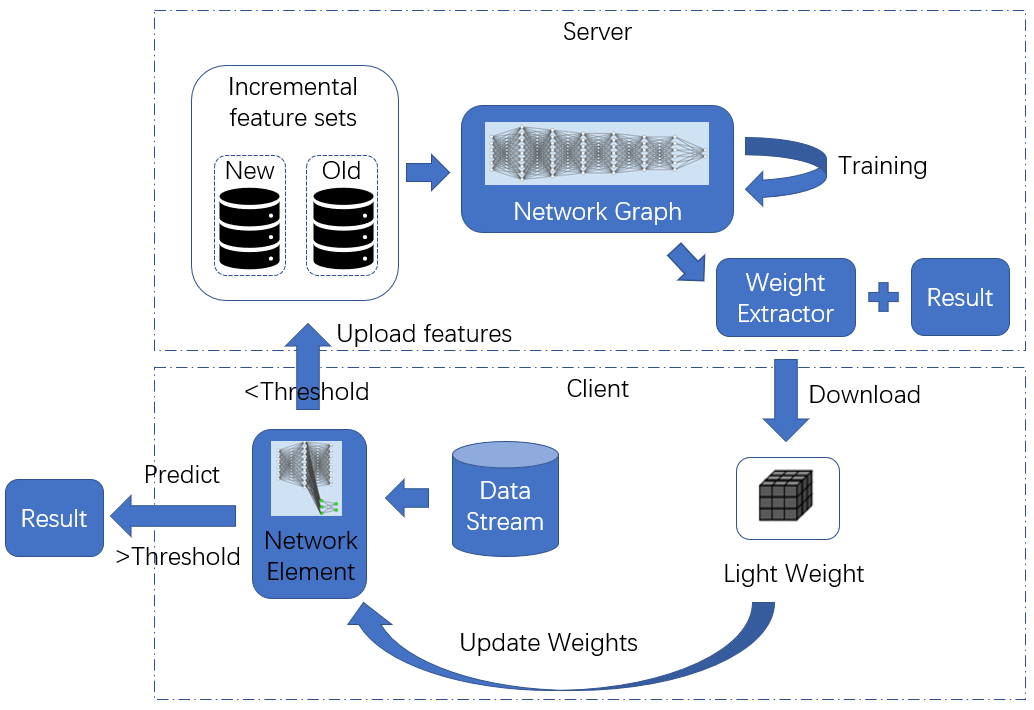 Server
Incremental
feature sets
New
Old
Network Graph
Training
Weight
Extractor
Result
Upload features
<Threshold
Client
Download
Predict
Result
>Threshold
Network
Element
Data
Stream
Light Weight
Update Weights